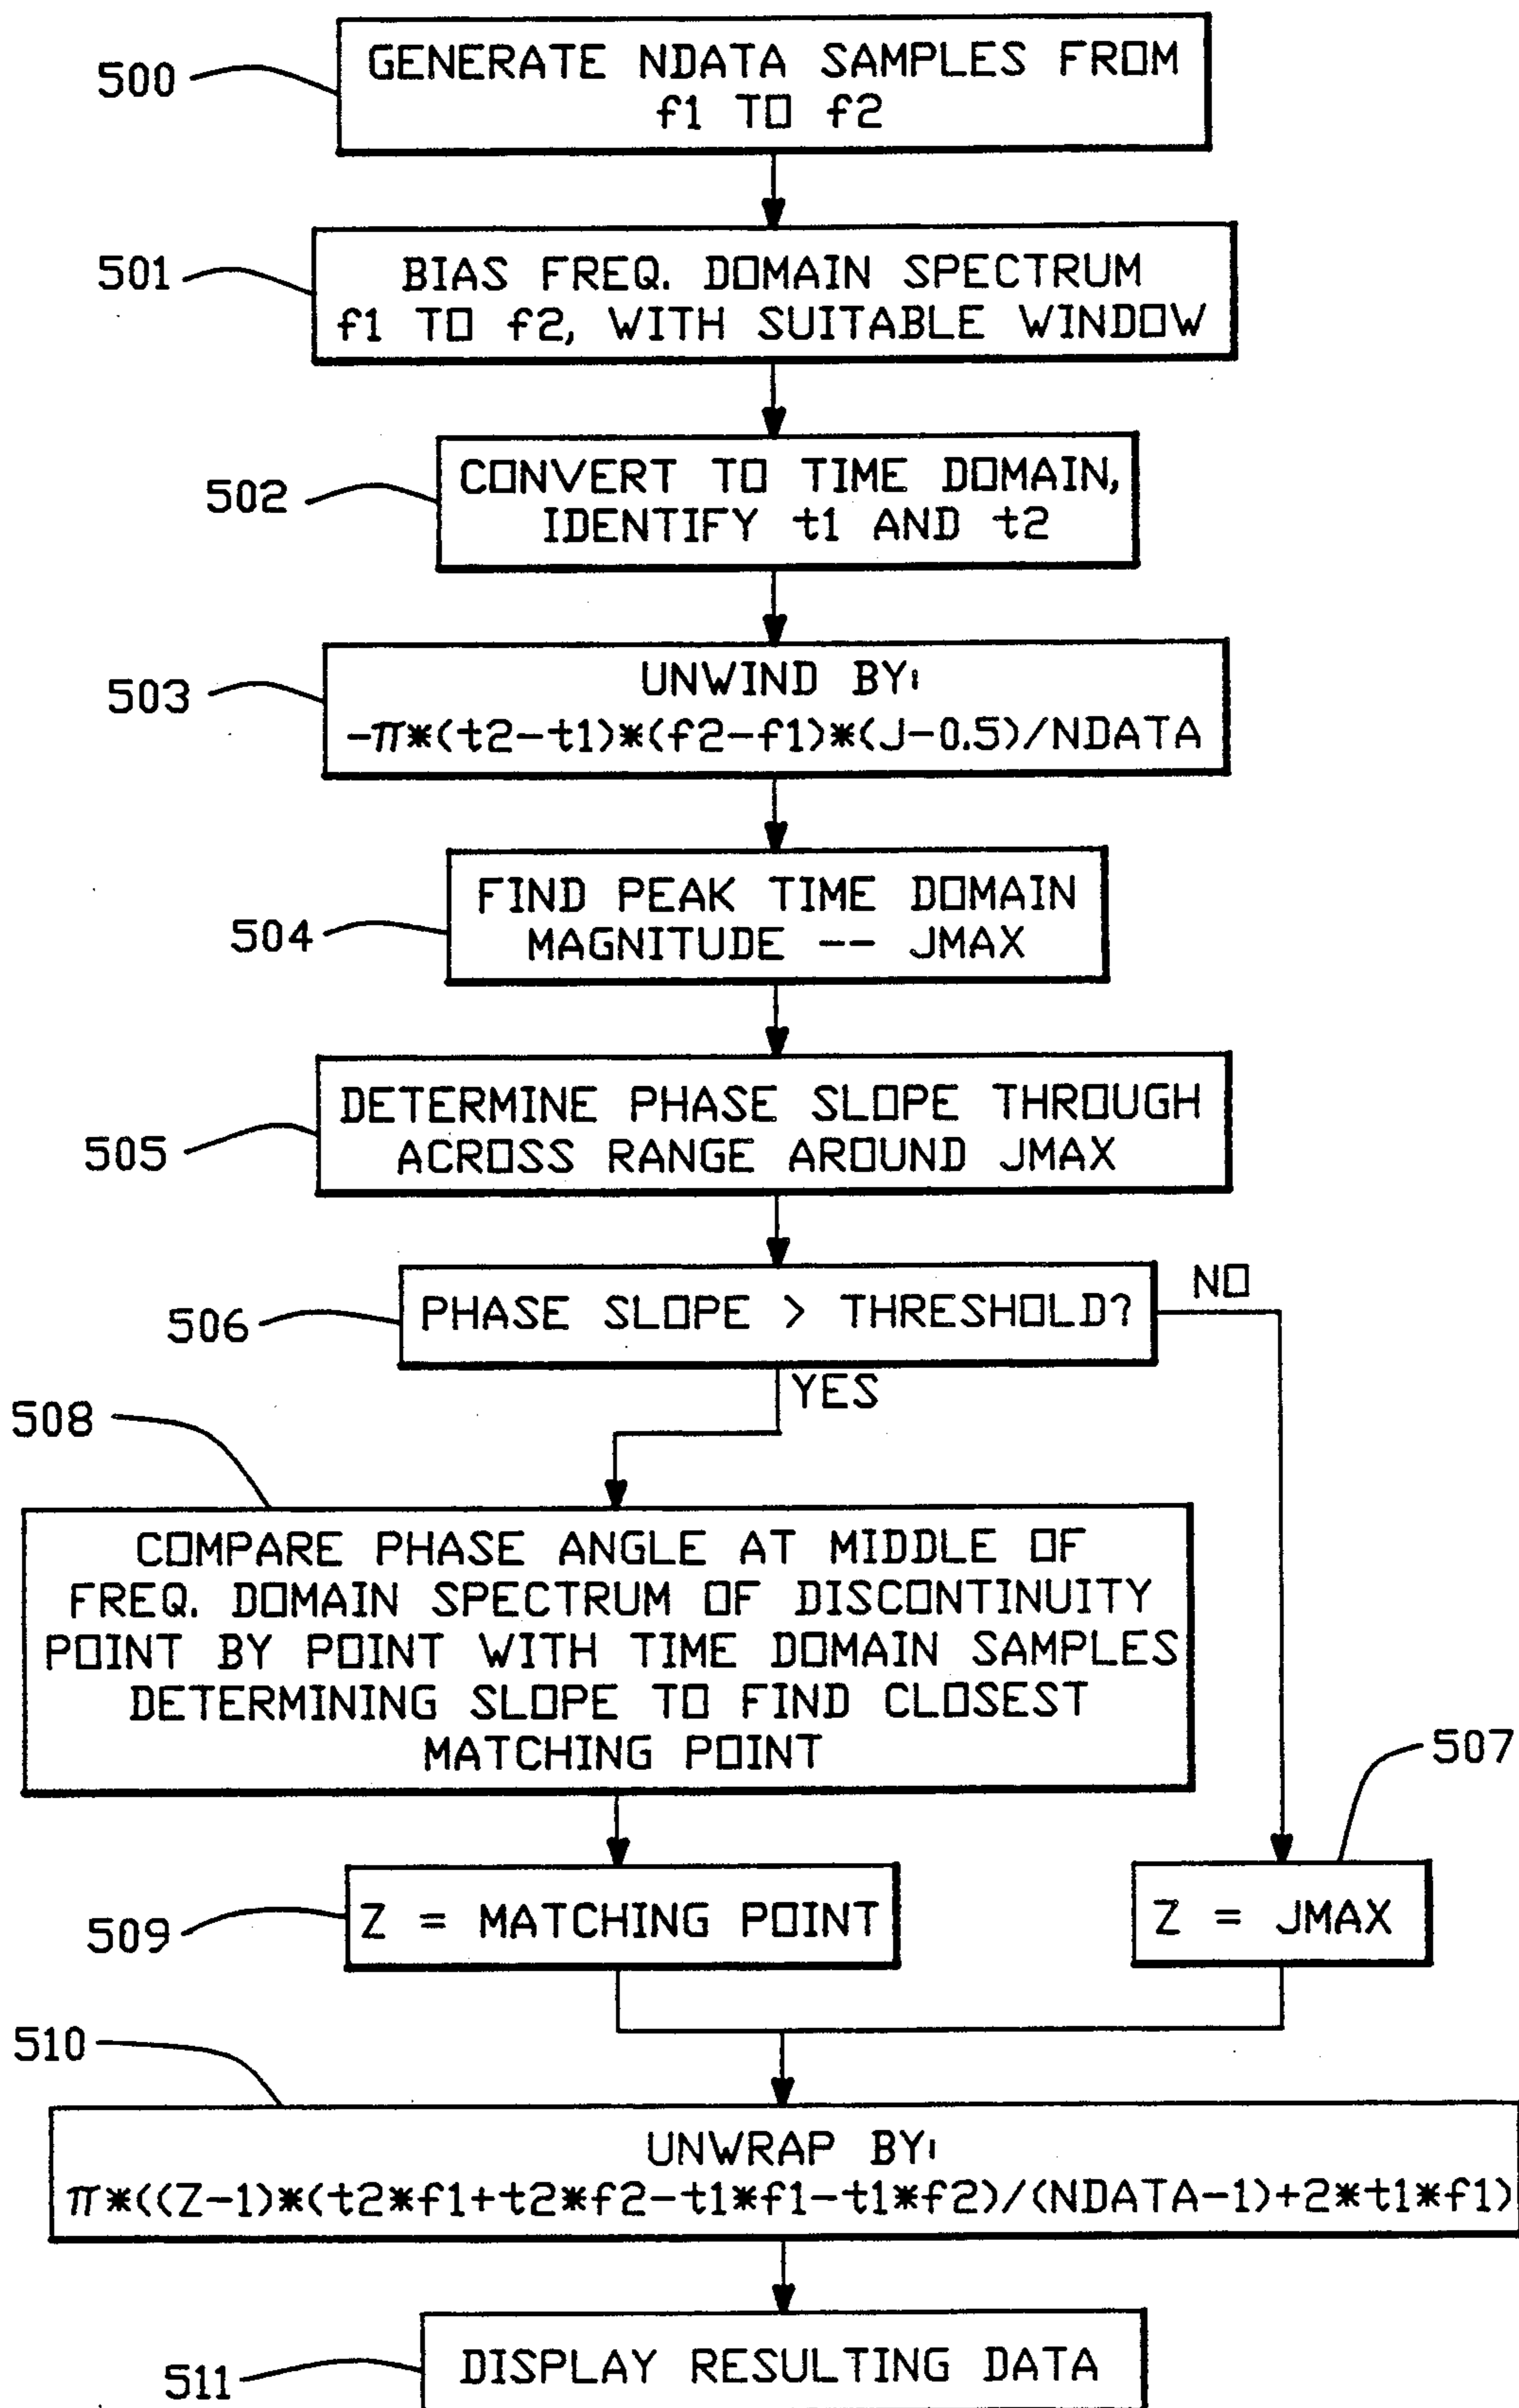 500
GENERATE NDATA SAMPLES FROM
f1 TO f2
501
BIAS FREQ. DOMAIN SPECTRUM
f1 TO f2, WITH SUITABLE WINDOW
502
CONVERT TO TIME DOMAIN,
IDENTIFY t1 AND t2
503
UNWIND BY:
-π*(t2-t1)*(f2-f1)*(J-0.5)/NDATA
504
FIND PEAK TIME DOMAIN
MAGNITUDE -- JMAX
505
DETERMINE PHASE SLOPE THROUGH
ACROSS RANGE AROUND JMAX
506
PHASE SLOPE > THRESHOLD?
NO
YES
508
COMPARE PHASE ANGLE AT MIDDLE OF
FREQ. DOMAIN SPECTRUM OF DISCONTINUITY
POINT BY POINT WITH TIME DOMAIN SAMPLES
DETERMINING SLOPE TO FIND CLOSEST
MATCHING POINT
507
509
Z = MATCHING POINT
Z = JMAX
510
UNWRAP BY:
π*((Z-1)*(t2*f1+t2*f2-t1*f1-t1*f2)/(NDATA-1)+2*t1*f1)
511
DISPLAY RESULTING DATA